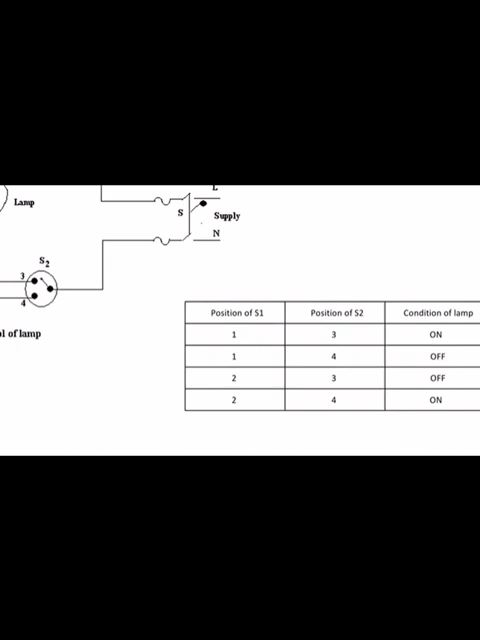 L
Lamp
S
Supply
N
S2
3
4
ol of lamp
Position of S1 Position of S2 Condition of lamp
1 3 ON
1 4 OFF
2 3 OFF
2 4 ON